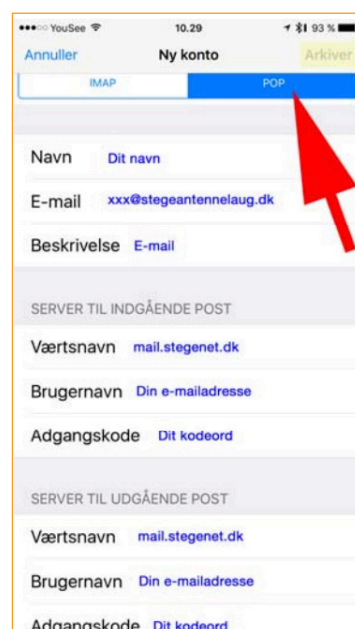 YouSee 10.29 93 %
Annuller Ny konto Arkiver
IMAP POP
Navn Dit navn
E-mail xxx@stegeantennelaug.dk
Beskrivelse E-mail
SERVER TIL INDGÅENDE POST
Værtsnavn mail.stegenet.dk
Brugernavn Din e-mailadresse
Adgangskode Dit kodeord
SERVER TIL UDGÅENDE POST
Værtsnavn mail.stegenet.dk
Brugernavn Din e-mailadresse
Adgangskode Dit kodeord